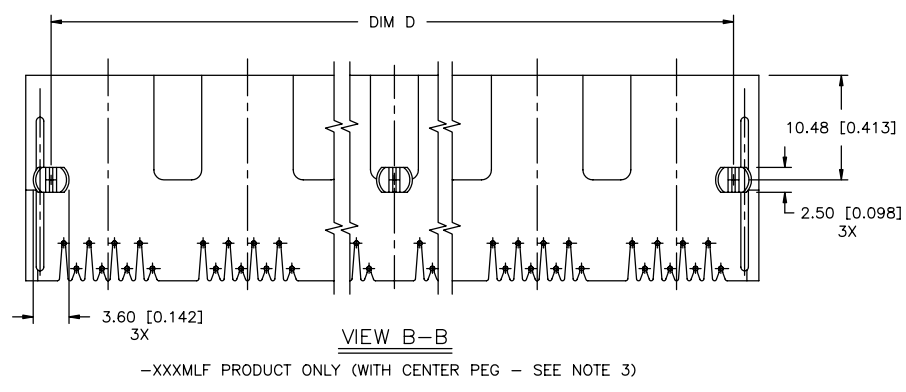 DIM D
10.48 [0.413]
2.50 [0.098]
3X
3.60 [0.142]
3X
VIEW B-B
-XXXMLF PRODUCT ONLY (WITH CENTER PEG - SEE NOTE 3)